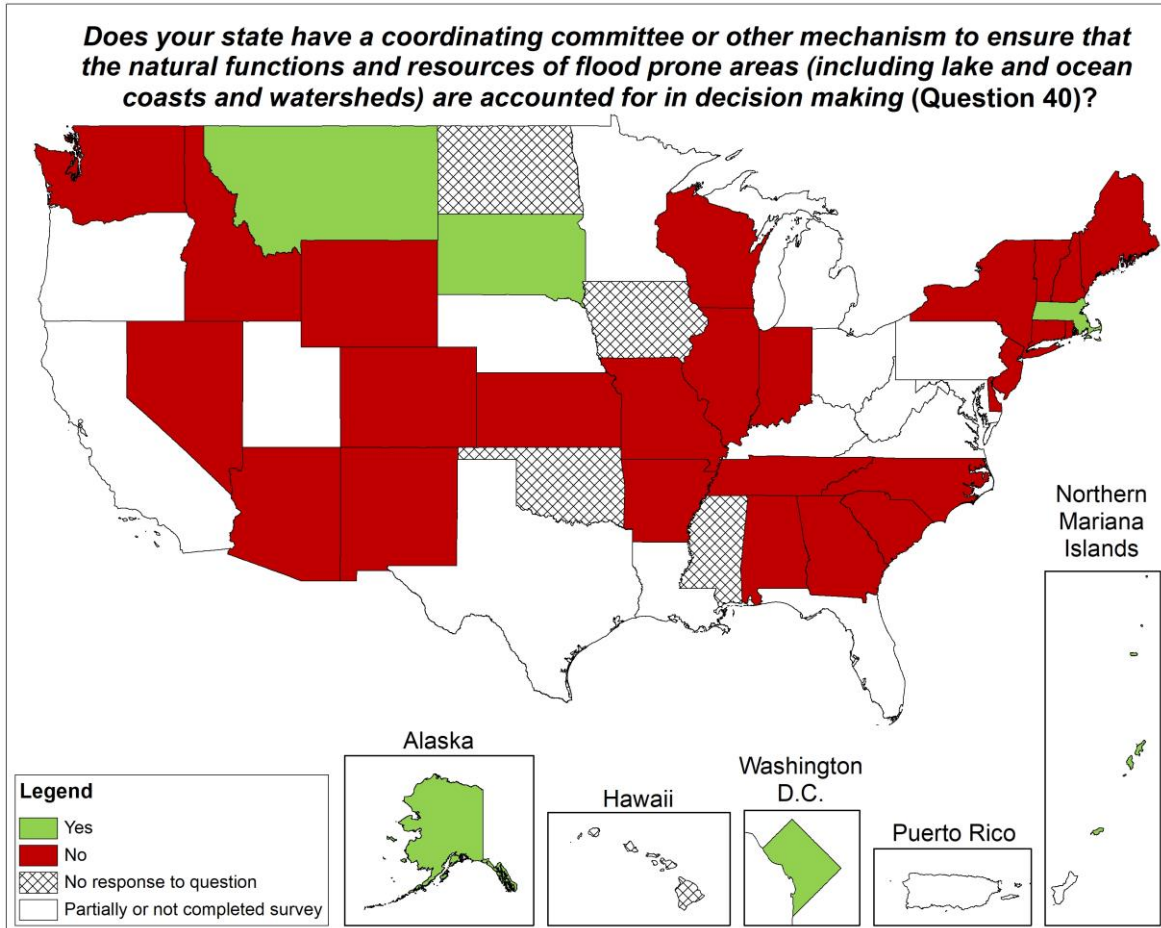 Does your state have a coordinating committee or other mechanism to ensure that
the natural functions and resources of flood prone areas (including lake and ocean
coasts and watersheds) are accounted for in decision making (Question 40)?
Northern
Mariana
Islands
Alaska
Hawaii
Washington
D.C.
Puerto Rico
Legend
Yes
No
No response to question
Partially or not completed survey